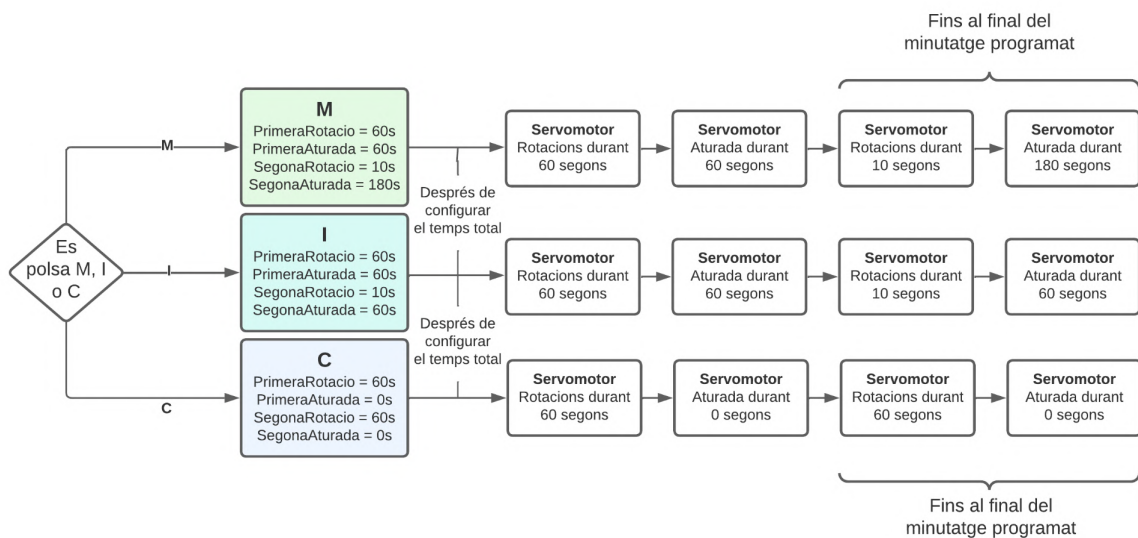 Fins al final del
minutatge programat
Es
polsa M, I
o C
M
I
C
M
PrimeraRotacio = 60s
PrimeraAturada = 60s
SegonaRotacio = 10s
SegonaAturada = 180s
I
PrimeraRotacio = 60s
PrimeraAturada = 60s
SegonaRotacio = 10s
SegonaAturada = 60s
C
PrimeraRotacio = 60s
PrimeraAturada = 0s
SegonaRotacio = 60s
SegonaAturada = 0s
Després de
configurar
el temps total
Després de
configurar
el temps total
Servomotor
Rotacions durant
60 segons
Servomotor
Aturada durant
60 segons
Servomotor
Rotacions durant
10 segons
Servomotor
Aturada durant
180 segons
Servomotor
Rotacions durant
60 segons
Servomotor
Aturada durant
60 segons
Servomotor
Rotacions durant
10 segons
Servomotor
Aturada durant
60 segons
Servomotor
Rotacions durant
60 segons
Servomotor
Aturada durant
0 segons
Servomotor
Rotacions durant
60 segons
Servomotor
Aturada durant
0 segons
Fins al final del
minutatge programat